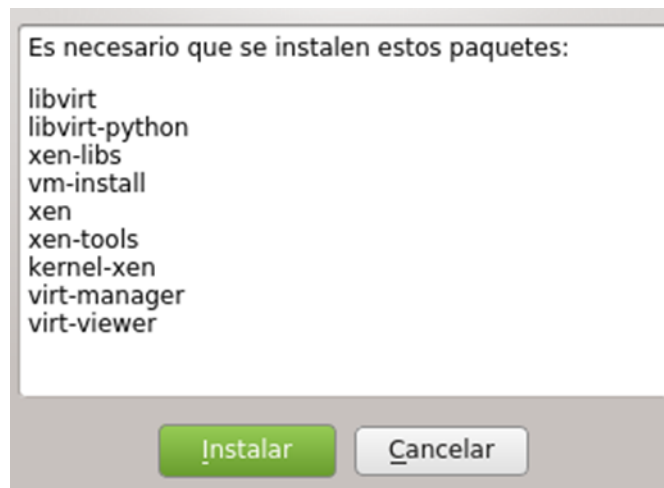 Es necesario que se instalen estos paquetes:
libvirt
libvirt-python
xen-libs
vm-install
xen
xen-tools
kernel-xen
virt-manager
virt-viewer
Instalar
Cancelar